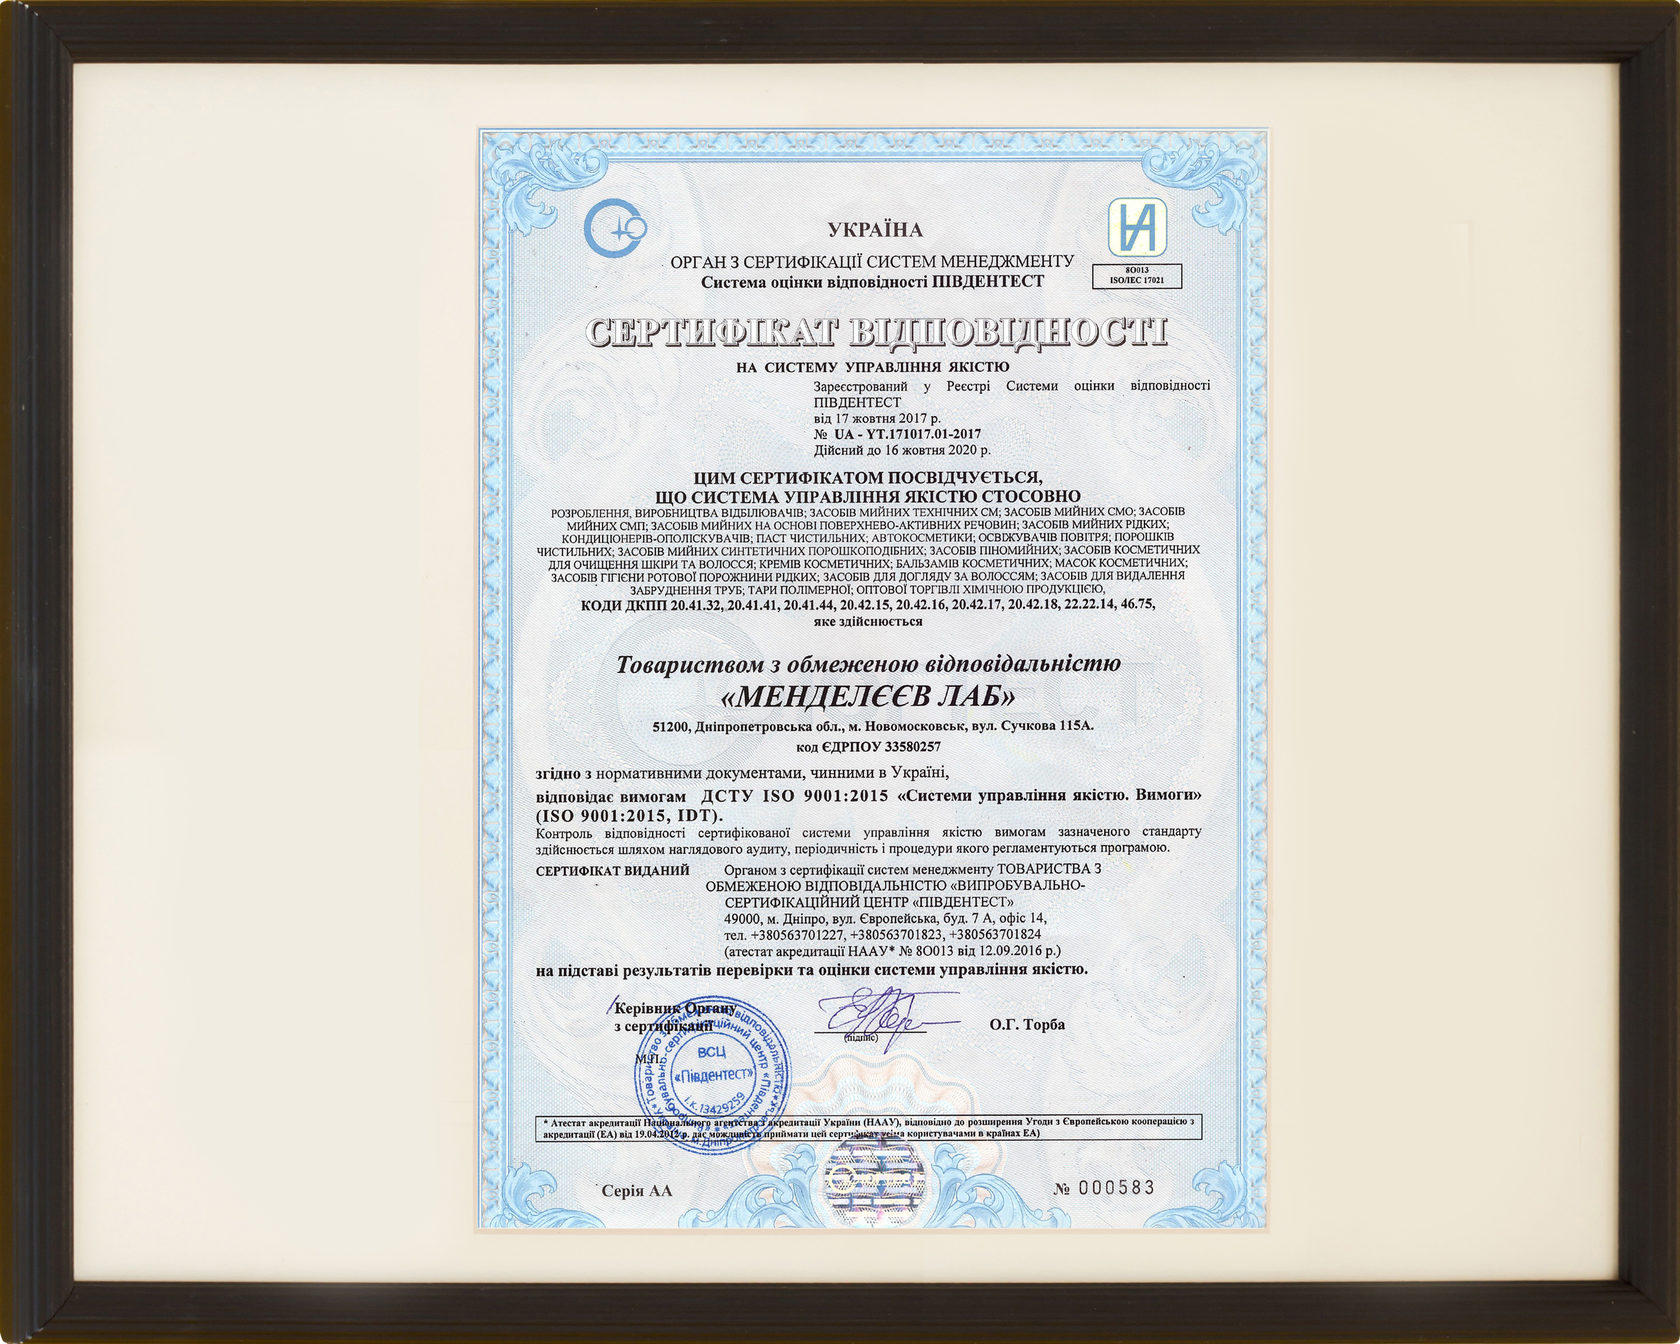 УКРАЇНА
ОРГАН З СЕРТИФІКАЦІЇ СИСТЕМ МЕНЕДЖМЕНТУ
Система оцінки відповідності ПІВДЕНТЕСТ
8О013
ISO/IEC 17021
СЕРТИФІКАТ ВІДПОВІДНОСТІ
НА СИСТЕМУ УПРАВЛІННЯ ЯКІСТЮ
Зареєстрований у Реєстрі Системи оцінки відповідності
ПІВДЕНТЕСТ
від 17 жовтня 2017 р.
№ UA - YT.171017.01-2017
Дійсний до 16 жовтня 2020 р.
ЦИМ СЕРТИФІКАТОМ ПОСВІДЧУЄТЬСЯ,
ЩО СИСТЕМА УПРАВЛІННЯ ЯКІСТЮ СТОСОВНО
РОЗРОБЛЕННЯ, ВИРОБНИЦТВА ВІДБІЛЮВАЧІВ; ЗАСОБІВ МИЙНИХ ТЕХНІЧНИХ СМ; ЗАСОБІВ МИЙНИХ СМО; ЗАСОБІВ
МИЙНИХ СМП; ЗАСОБІВ МИЙНИХ НА ОСНОВІ ПОВЕРХНЕВО-АКТИВНИХ РЕЧОВИН; ЗАСОБІВ МИЙНИХ РІДКИХ;
КОНДИЦІОНЕРІВ-ОПОЛІСКУВАЧІВ; ПАСТ ЧИСТИЛЬНИХ; АВТОКОСМЕТИКИ; ОСВІЖУВАЧІВ ПОВІТРЯ; ПОРОШКІВ
ЧИСТИЛЬНИХ; ЗАСОБІВ МИЙНИХ СИНТЕТИЧНИХ ПОРОШКОПОДІБНИХ; ЗАСОБІВ ПІНОМИЙНИХ; ЗАСОБІВ КОСМЕТИЧНИХ
ДЛЯ ОЧИЩЕННЯ ШКІРИ ТА ВОЛОССЯ; КРЕМІВ КОСМЕТИЧНИХ; БАЛЬЗАМІВ КОСМЕТИЧНИХ; МАСОК КОСМЕТИЧНИХ;
ЗАСОБІВ ГІГІЄНИ РОТОВОЇ ПОРОЖНИНИ РІДКИХ; ЗАСОБІВ ДЛЯ ДОГЛЯДУ ЗА ВОЛОССЯМ; ЗАСОБІВ ДЛЯ ВИДАЛЕННЯ
ЗАБРУДНЕННЯ ТРУБ; ТАРИ ПОЛІМЕРНОЇ; ОПТОВОЇ ТОРГІВЛІ ХІМІЧНОЮ ПРОДУКЦІЄЮ,
КОДИ ДКПП 20.41.32, 20.41.41, 20.41.44, 20.42.15, 20.42.16, 20.42.17, 20.42.18, 22.22.14, 46.75,
яке здійснюється
Товариством з обмеженою відповідальністю
«МЕНДЕЛЄЄВ ЛАБ»
51200, Дніпропетровська обл., м. Новомосковськ, вул. Сучкова 115А.
код ЄДРПОУ 33580257
згідно з нормативними документами, чинними в Україні,
відповідає вимогам ДСТУ ISO 9001:2015 «Системи управління якістю. Вимоги»
(ISO 9001:2015, IDT).
Контроль відповідності сертифікованої системи управління якістю вимогам зазначеного стандарту
здійснюється шляхом наглядового аудиту, періодичність і процедури якого регламентуються програмою.
СЕРТИФІКАТ ВИДАНИЙ Органом з сертифікації систем менеджменту ТОВАРИСТВА З
ОБМЕЖЕНОЮ ВІДПОВІДАЛЬНІСТЮ «ВИПРОБУВАЛЬНО-
СЕРТИФІКАЦІЙНИЙ ЦЕНТР «ПІВДЕНТЕСТ»
49000, м. Дніпро, вул. Європейська, буд. 7 А, офіс 14,
тел. +380563701227, +380563701823, +380563701824
(атестат акредитації НААУ* № 8О013 від 12.09.2016 р.)
на підставі результатів перевірки та оцінки системи управління якістю.
Керівник Органу
з сертифікації
(підпис)
О.Г. Торба
М.П.
ВСЦ
«Південтест»
і.к.13429259
* Атестат акредитації Національного агентства з акредитації України (НААУ), відповідно до розширення Угоди з Європейською кооперацією з
акредитації (ЕА) від 19.04.2012 р. дає можливість приймати цей сертифікат усіма користувачами в країнах ЕА)
Серія АА
№ 000583